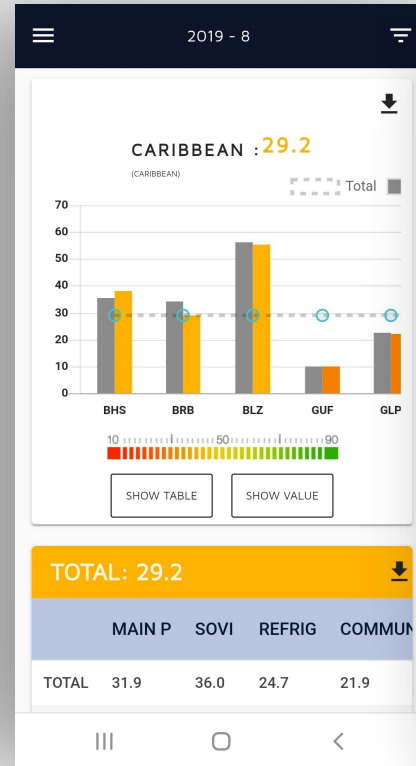 2019 - 8
CARIBBEAN :29.2
(CARIBBEAN)
Total
70
60
50
40
30
20
10
0
BHS BRB BLZ GUF GLP
10 50 90
SHOW TABLE SHOW VALUE
TOTAL: 29.2
MAIN P SOVI REFRIG COMMUN
TOTAL 31.9 36.0 24.7 21.9